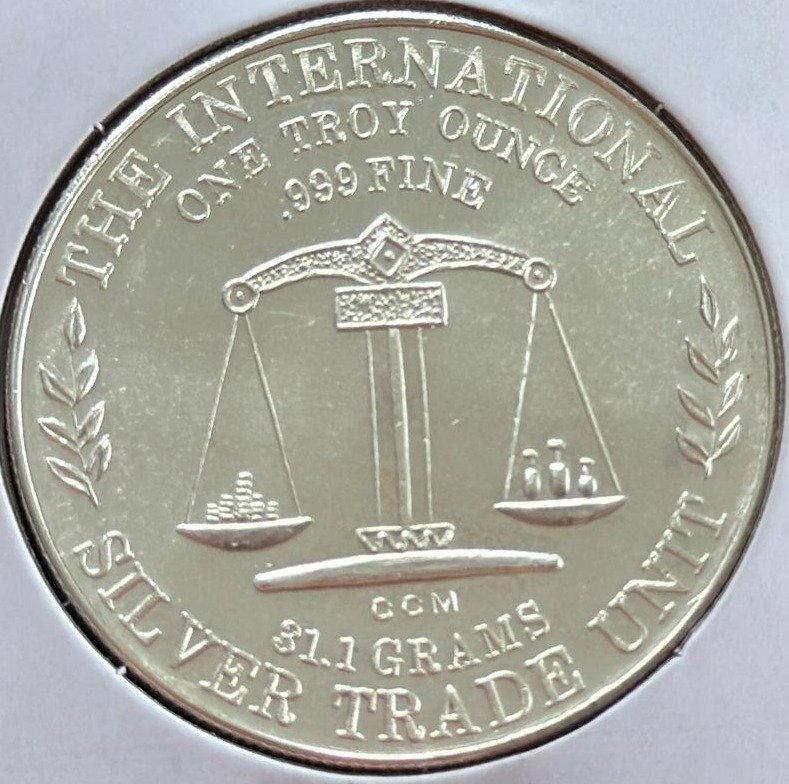 THE INTERNATIONAL
ONE TROY OUNCE
.999 FINE
CCM
31.1 GRAMS
SILVER TRADE UNIT